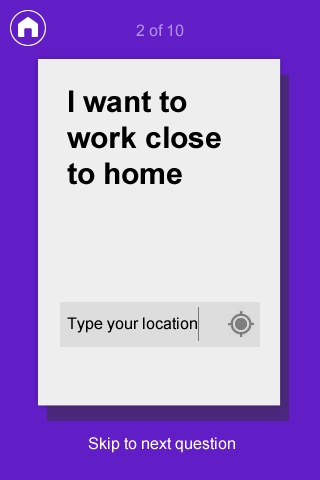 2 of 10
I want to
work close
to home
Type your location
Skip to next question